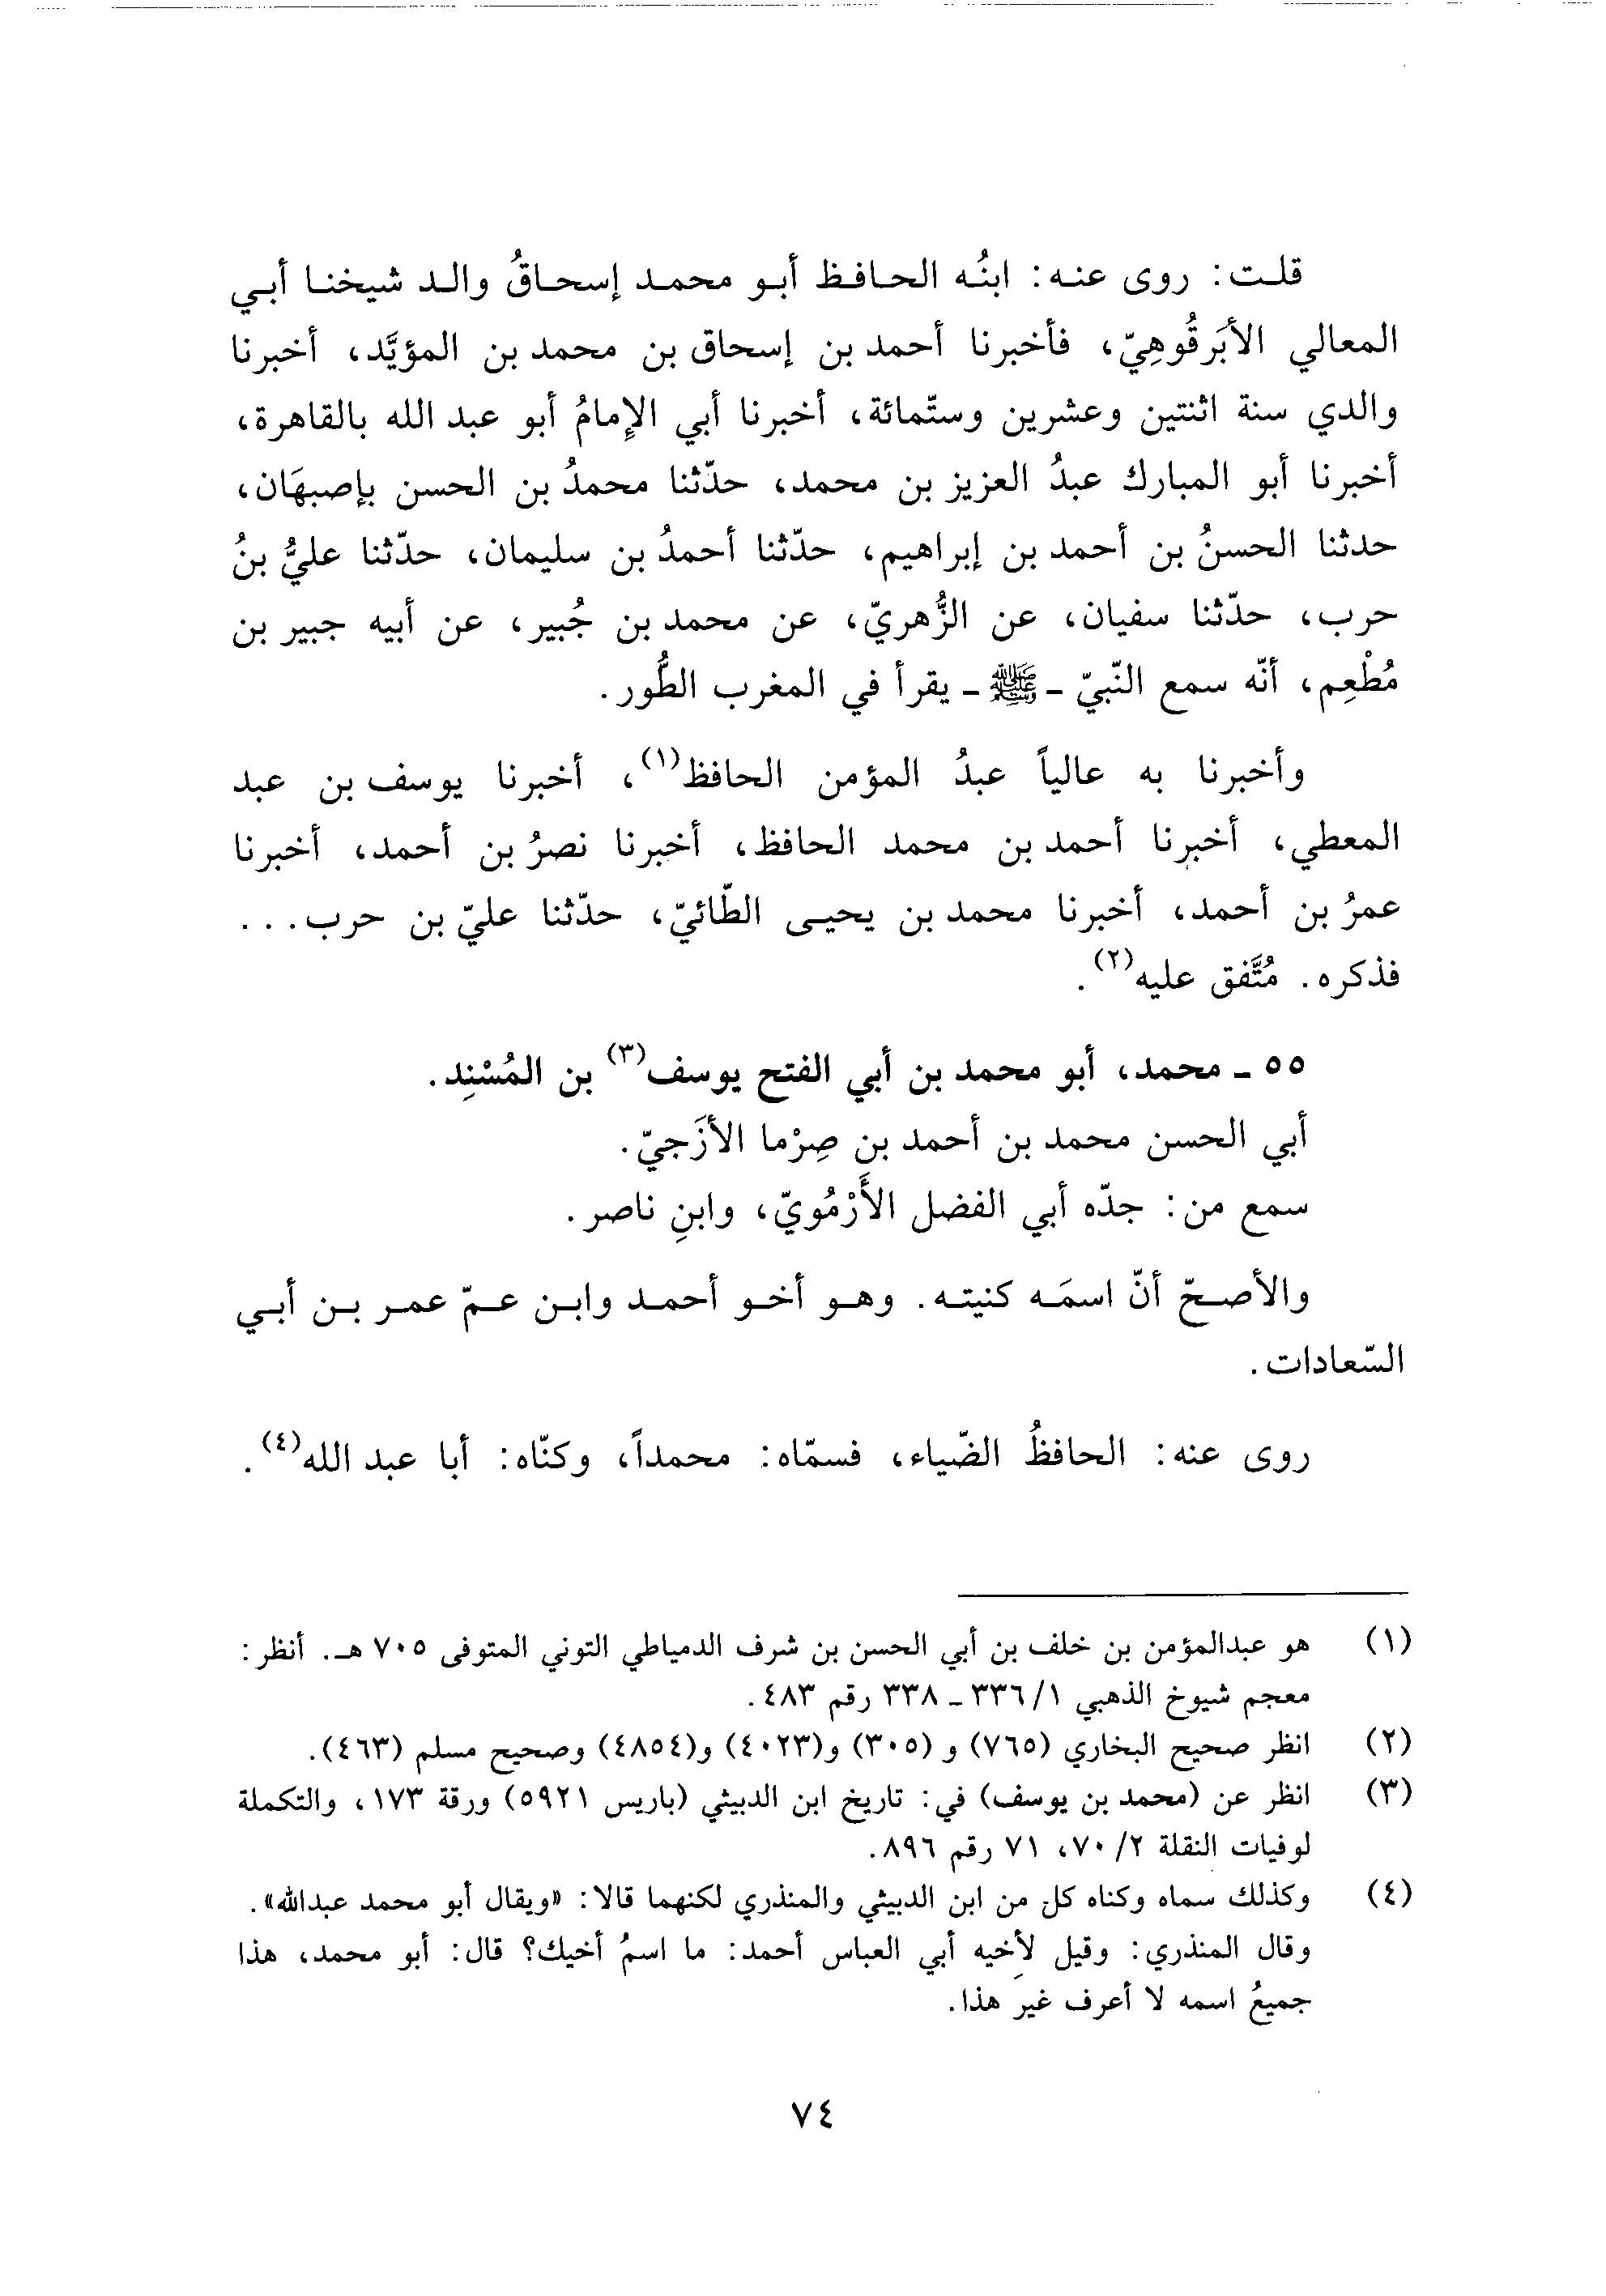 قلت: روى عنه: ابنُه الحافظ أبو محمد إسحاقُ والد شيخنا أبي
المعالي الأبَرقُوهِيّ، فأخبرنا أحمد بن إسحاق بن محمد بن المؤيَّد، أخبرنا
والدي سنة اثنتين وعشرين وستّمائة، أخبرنا أبي الإمامُ أبو عبد الله بالقاهرة،
أخبرنا أبو المبارك عبدُ العزيز بن محمد، حدّثنا محمدُ بن الحسن بإصبهَان،
حدثنا الحسنُ بن أحمد بن إبراهيم، حدّثنا أحمدُ بن سليمان، حدّثنا عليُّ بنُ
حرب، حدّثنا سفيان، عن الزُّهريّ، عن محمد بن جُبير، عن أبيه جبير بن
مُطْعِم، أنّه سمع النّبيّ ـ ﷺ ـ يقرأ في المغرب الطُّور.
وأخبرنا به عالياً عبدُ المؤمن الحافظ(١)، أخبرنا يوسف بن عبد
المعطي، أخبرنا أحمد بن محمد الحافظ، أخبرنا نصرُ بن أحمد، أخبرنا
عمرُ بن أحمد، أخبرنا محمد بن يحيى الطّائيّ، حدّثنا عليّ بن حرب...
فذكره. مُتَّفق عليه(٢).
٥٥ ـ محمد، أبو محمد بن أبي الفتح يوسف(٣) بن المُسْنِد.
أبي الحسن محمد بن أحمد بن صِرْما الأزَجيّ.
سمع من: جدّه أبي الفضل الأَرْمُويّ، وابنِ ناصر.
والأصحّ أنّ اسمَه كنيته. وهو أخو أحمد وابن عمّ عمر بن أبي
السّعادات.
روى عنه: الحافظُ الضّياء، فسمّاه: محمداً، وكنّاه: أبا عبد الله(٤).
(١) هو عبدالمؤمن بن خلف بن أبي الحسن بن شرف الدمياطي التوني المتوفى ٧٠٥ هـ. أنظر:
معجم شيوخ الذهبي ١/ ٣٣٦ ـ ٣٣٨ رقم ٤٨٣.
(٢) انظر صحيح البخاري (٧٦٥) و (٣٠٥) و(٤٠٢٣) و(٤٨٥٤) وصحيح مسلم (٤٦٣).
(٣) انظر عن (محمد بن يوسف) في: تاريخ ابن الدبيثي (باريس ٥٩٢١) ورقة ١٧٣، والتكملة
لوفيات النقلة ٢/ ٧٠، ٧١ رقم ٨٩٦.
(٤) وكذلك سماه وكناه كل من ابن الدبيثي والمنذري لكنهما قالا: «ويقال أبو محمد عبدالله».
وقال المنذري: وقيل لأخيه أبي العباس أحمد: ما اسمُ أخيك؟ قال: أبو محمد، هذا
جميعُ اسمه لا أعرف غيرَ هذا.
٧٤